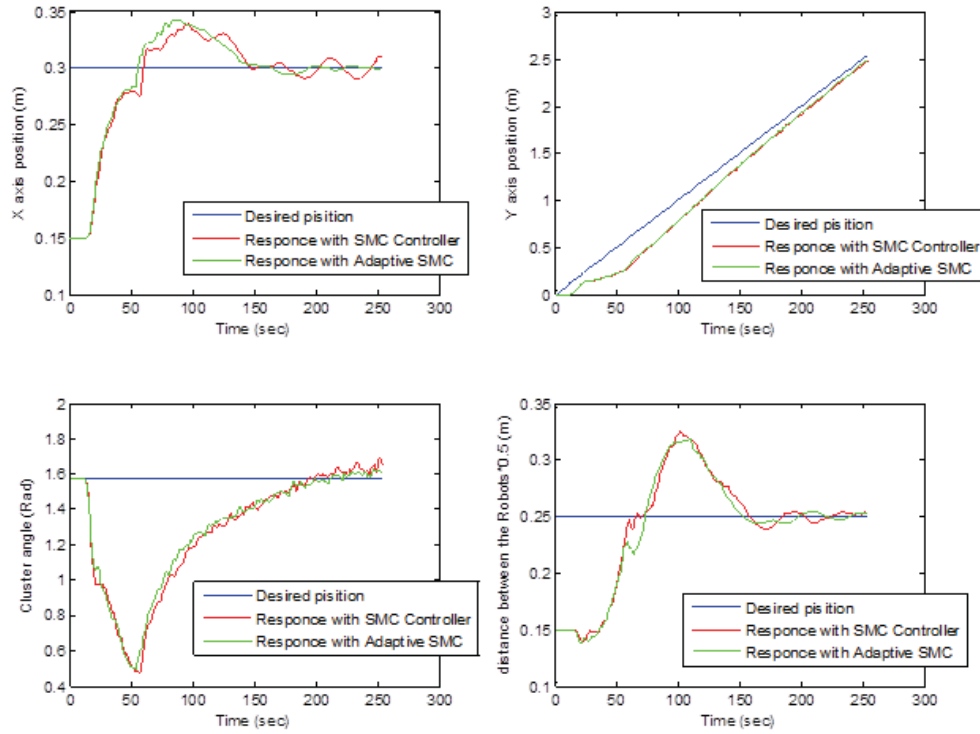 0.35
0.3
0.25
0.2
0.15
0.1
0
50
100
150
200
250
300
X axis position (m)
Time (sec)
Desired pisition
Responce with SMC Controller
Responce with Adaptive SMC
3
2.5
2
1.5
1
0.5
0
0
50
100
150
200
250
300
Y axis position (m)
Time (sec)
Desired pisition
Responce with SMC Controller
Responce with Adaptive SMC
2
1.8
1.6
1.4
1.2
1
0.8
0.6
0.4
0
50
100
150
200
250
300
Cluster angle (Rad)
Time (sec)
Desired pisition
Responce with SMC Controller
Responce with Adaptive SMC
0.35
0.3
0.25
0.2
0.15
0.1
0
50
100
150
200
250
300
distance between the Robots*0.5 (m)
Time (sec)
Desired pisition
Responce with SMC Controller
Responce with Adaptive SMC